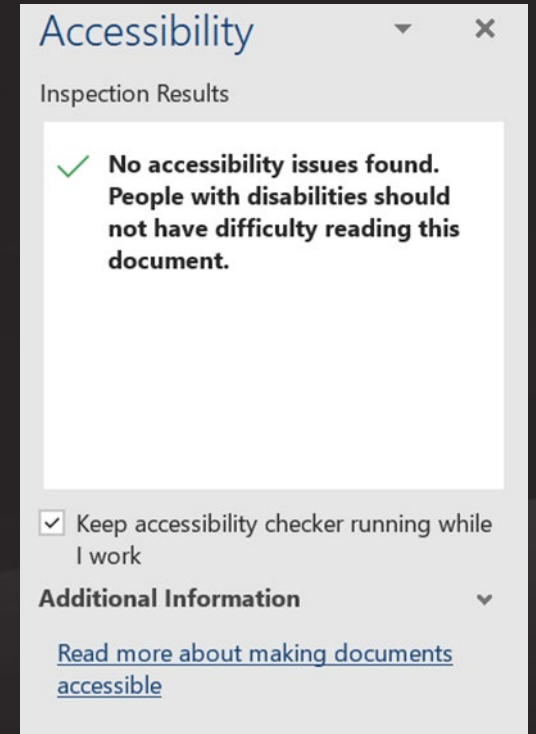 Accessibility
Inspection Results
No accessibility issues found.
People with disabilities should
not have difficulty reading this
document.
Keep accessibility checker running while
I work
Additional Information
Read more about making documents
accessible